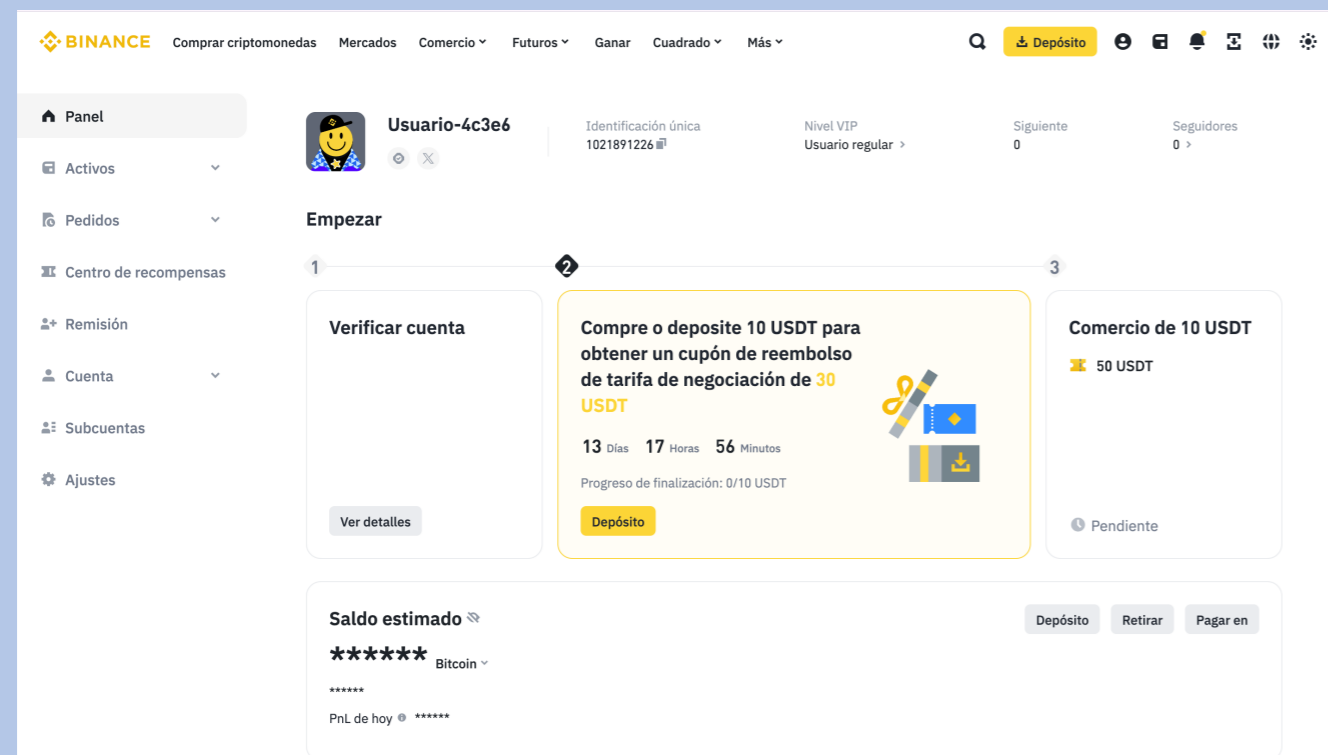 BINANCE Comprar criptomonedas Mercados Comercio Futuros Ganar Cuadrado Más Depósito
Panel
Activos
Pedidos
Centro de recompensas
Remisión
Cuenta
Subcuentas
Ajustes
Usuario-4c3e6
Identificación única
1021891226
Nivel VIP
Usuario regular >
Siguiente
0
Seguidores
0 >
Empezar
1
2
3
Verificar cuenta
Ver detalles
Compre o deposite 10 USDT para
obtener un cupón de reembolso
de tarifa de negociación de 30
USDT
13 Días 17 Horas 56 Minutos
Progreso de finalización: 0/10 USDT
Depósito
Comercio de 10 USDT
50 USDT
Pendiente
Saldo estimado
Depósito Retirar Pagar en
****** Bitcoin
******
PnL de hoy ******